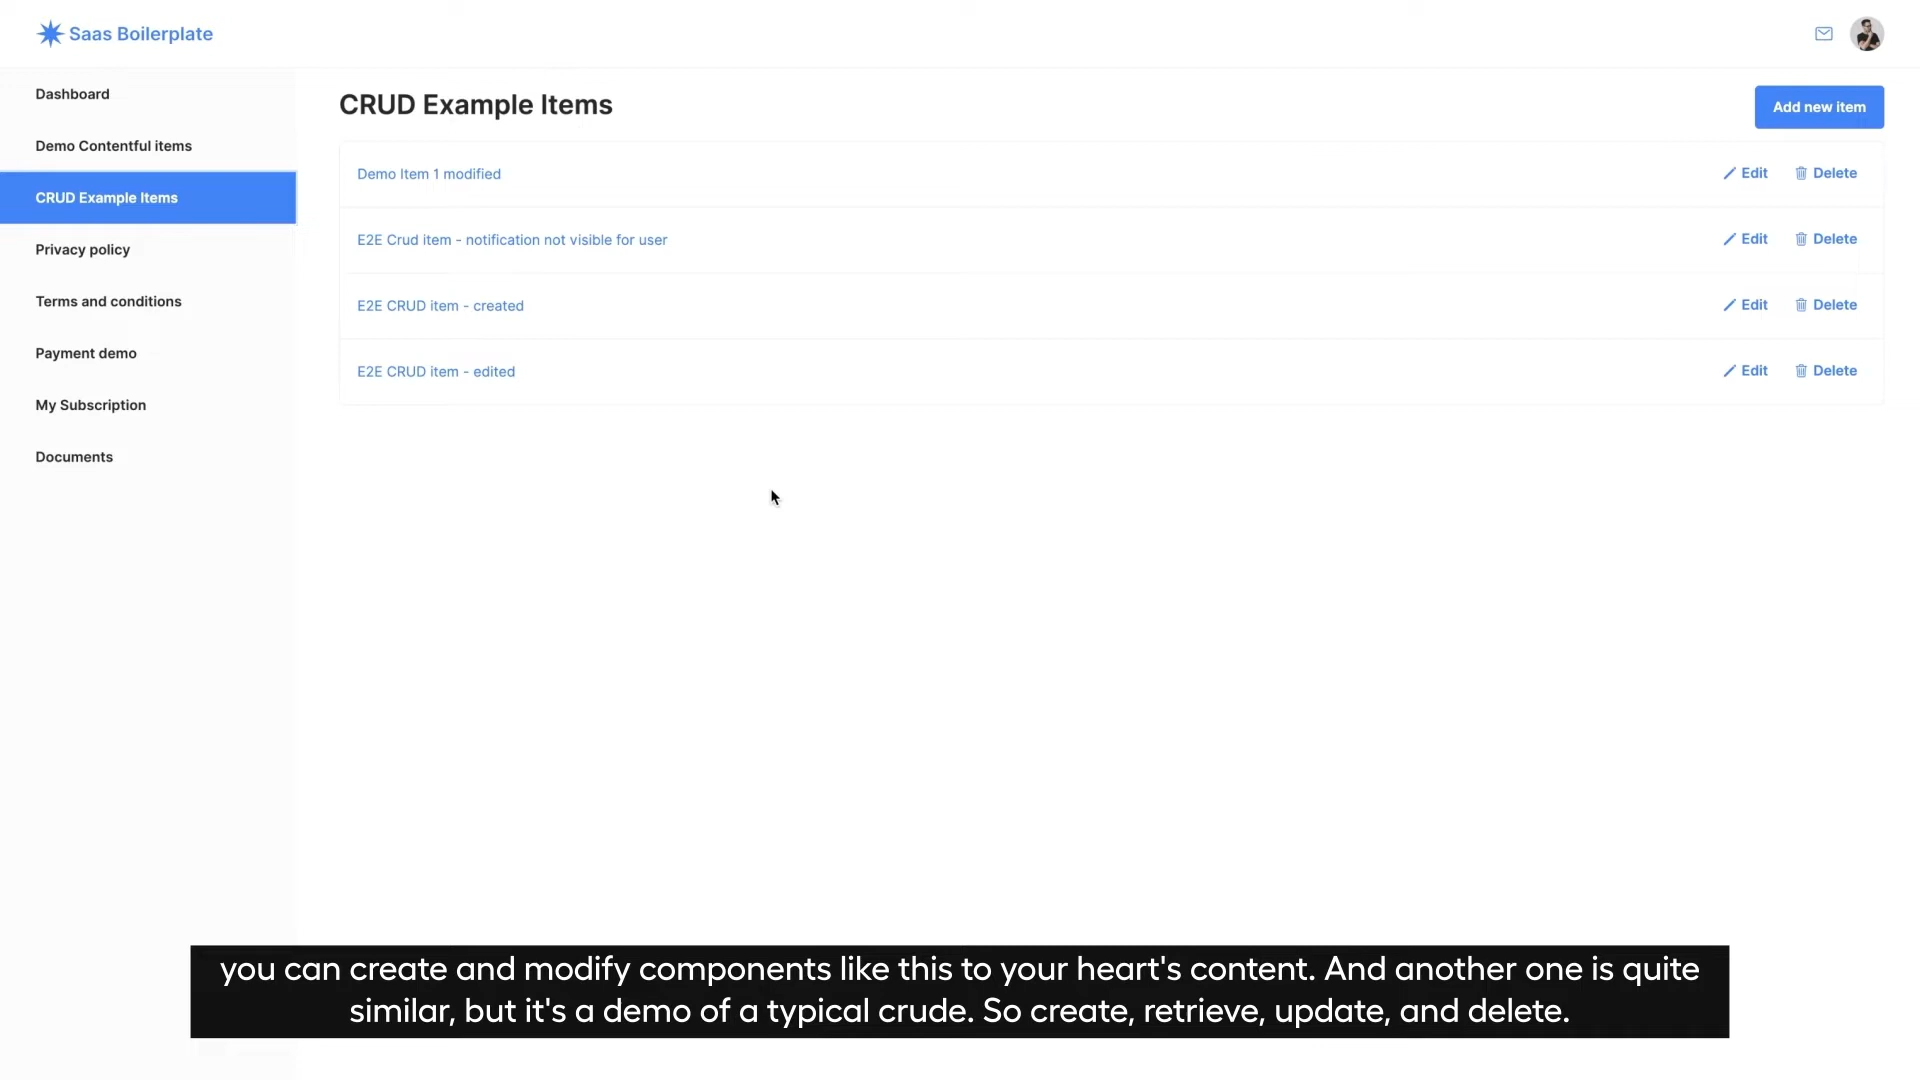 Saas Boilerplate
Dashboard
Demo Contentful items
CRUD Example Items
Privacy policy
Terms and conditions
Payment demo
My Subscription
Documents
CRUD Example Items
Add new item
Demo Item 1 modified
Edit
Delete
E2E Crud item - notification not visible for user
Edit
Delete
E2E CRUD item - created
Edit
Delete
E2E CRUD item - edited
Edit
Delete
you can create and modify components like this to your heart's content. And another one is quite
similar, but it's a demo of a typical crude. So create, retrieve, update, and delete.